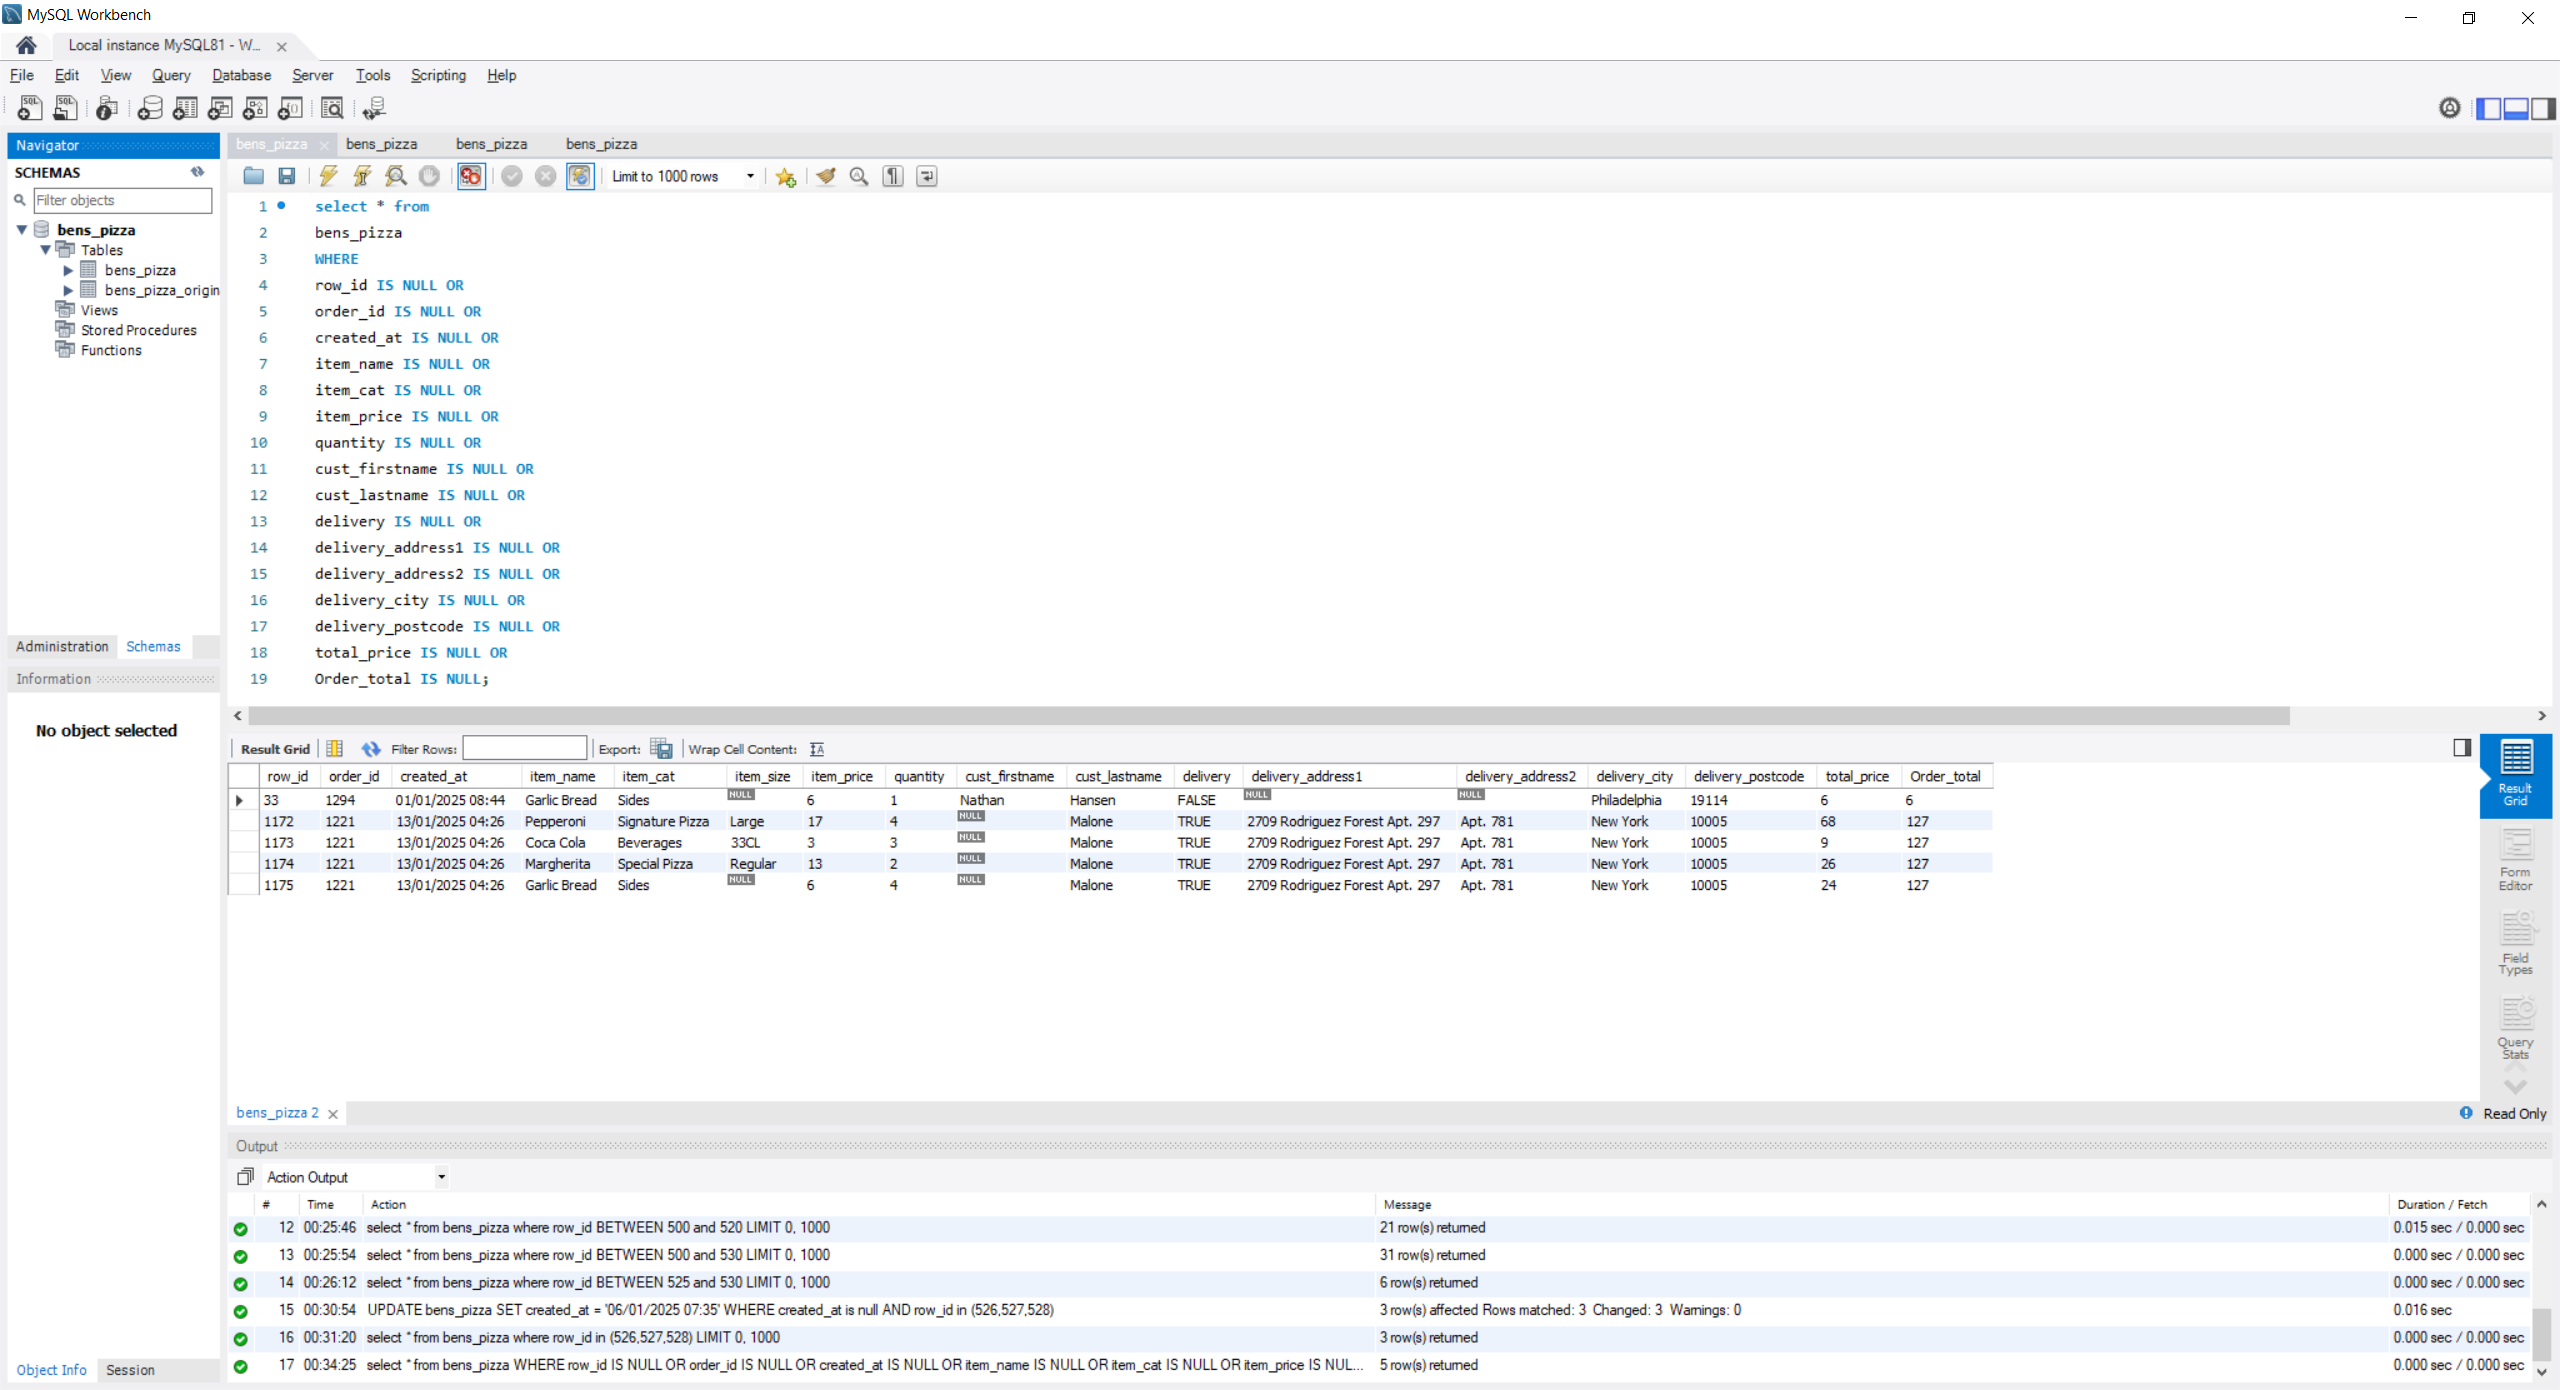 MySQL Workbench
Local instance MySQL81 - W...
File Edit View Query Database Server Tools Scripting Help
Navigator
SCHEMAS
Filter objects
bens_pizza
Tables
bens_pizza
bens_pizza_origin
Views
Stored Procedures
Functions
Administration Schemas
Information
No object selected
Object Info Session
bens_pizza bens_pizza bens_pizza bens_pizza
Limit to 1000 rows
1 select * from
2 bens_pizza
3 WHERE
4 row_id IS NULL OR
5 order_id IS NULL OR
6 created_at IS NULL OR
7 item_name IS NULL OR
8 item_cat IS NULL OR
9 item_price IS NULL OR
10 quantity IS NULL OR
11 cust_firstname IS NULL OR
12 cust_lastname IS NULL OR
13 delivery IS NULL OR
14 delivery_address1 IS NULL OR
15 delivery_address2 IS NULL OR
16 delivery_city IS NULL OR
17 delivery_postcode IS NULL OR
18 total_price IS NULL OR
19 Order_total IS NULL;
Result Grid Filter Rows: Export: Wrap Cell Content:
row_id order_id created_at item_name item_cat item_size item_price quantity cust_firstname cust_lastname delivery delivery_address1 delivery_address2 delivery_city delivery_postcode total_price Order_total
33 1294 01/01/2025 08:44 Garlic Bread Sides NULL 6 1 Nathan Hansen FALSE NULL NULL Philadelphia 19114 6 6
1172 1221 13/01/2025 04:26 Pepperoni Signature Pizza Large 17 4 NULL Malone TRUE 2709 Rodriguez Forest Apt. 297 Apt. 781 New York 10005 68 127
1173 1221 13/01/2025 04:26 Coca Cola Beverages 33CL 3 3 NULL Malone TRUE 2709 Rodriguez Forest Apt. 297 Apt. 781 New York 10005 9 127
1174 1221 13/01/2025 04:26 Margherita Special Pizza Regular 13 2 NULL Malone TRUE 2709 Rodriguez Forest Apt. 297 Apt. 781 New York 10005 26 127
1175 1221 13/01/2025 04:26 Garlic Bread Sides NULL 6 4 NULL Malone TRUE 2709 Rodriguez Forest Apt. 297 Apt. 781 New York 10005 24 127
Result
Grid
Form
Editor
Field
Types
Query
Stats
bens_pizza 2
Read Only
Output
Action Output
# Time Action Message Duration / Fetch
12 00:25:46 select * from bens_pizza where row_id BETWEEN 500 and 520 LIMIT 0, 1000 21 row(s) returned 0.015 sec / 0.000 sec
13 00:25:54 select * from bens_pizza where row_id BETWEEN 500 and 530 LIMIT 0, 1000 31 row(s) returned 0.000 sec / 0.000 sec
14 00:26:12 select * from bens_pizza where row_id BETWEEN 525 and 530 LIMIT 0, 1000 6 row(s) returned 0.000 sec / 0.000 sec
15 00:30:54 UPDATE bens_pizza SET created_at = '06/01/2025 07:35' WHERE created_at is null AND row_id in (526,527,528) 3 row(s) affected Rows matched: 3 Changed: 3 Warnings: 0 0.016 sec
16 00:31:20 select * from bens_pizza where row_id in (526,527,528) LIMIT 0, 1000 3 row(s) returned 0.000 sec / 0.000 sec
17 00:34:25 select * from bens_pizza WHERE row_id IS NULL OR order_id IS NULL OR created_at IS NULL OR item_name IS NULL OR item_cat IS NULL OR item_price IS NUL... 5 row(s) returned 0.000 sec / 0.000 sec